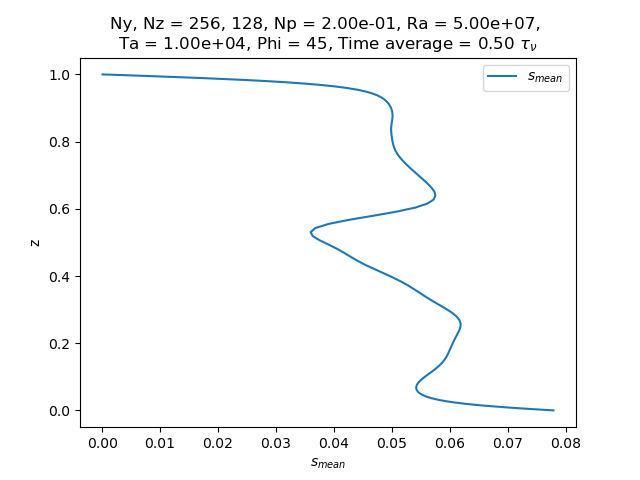 Ny, Nz = 256, 128, Np = 2.00e-01, Ra = 5.00e+07,
Ta = 1.00e+04, Phi = 45, Time average = 0.50 τν
smean
1.0
0.8
0.6
0.4
0.2
0.0
z
0.00 0.01 0.02 0.03 0.04 0.05 0.06 0.07 0.08
smean